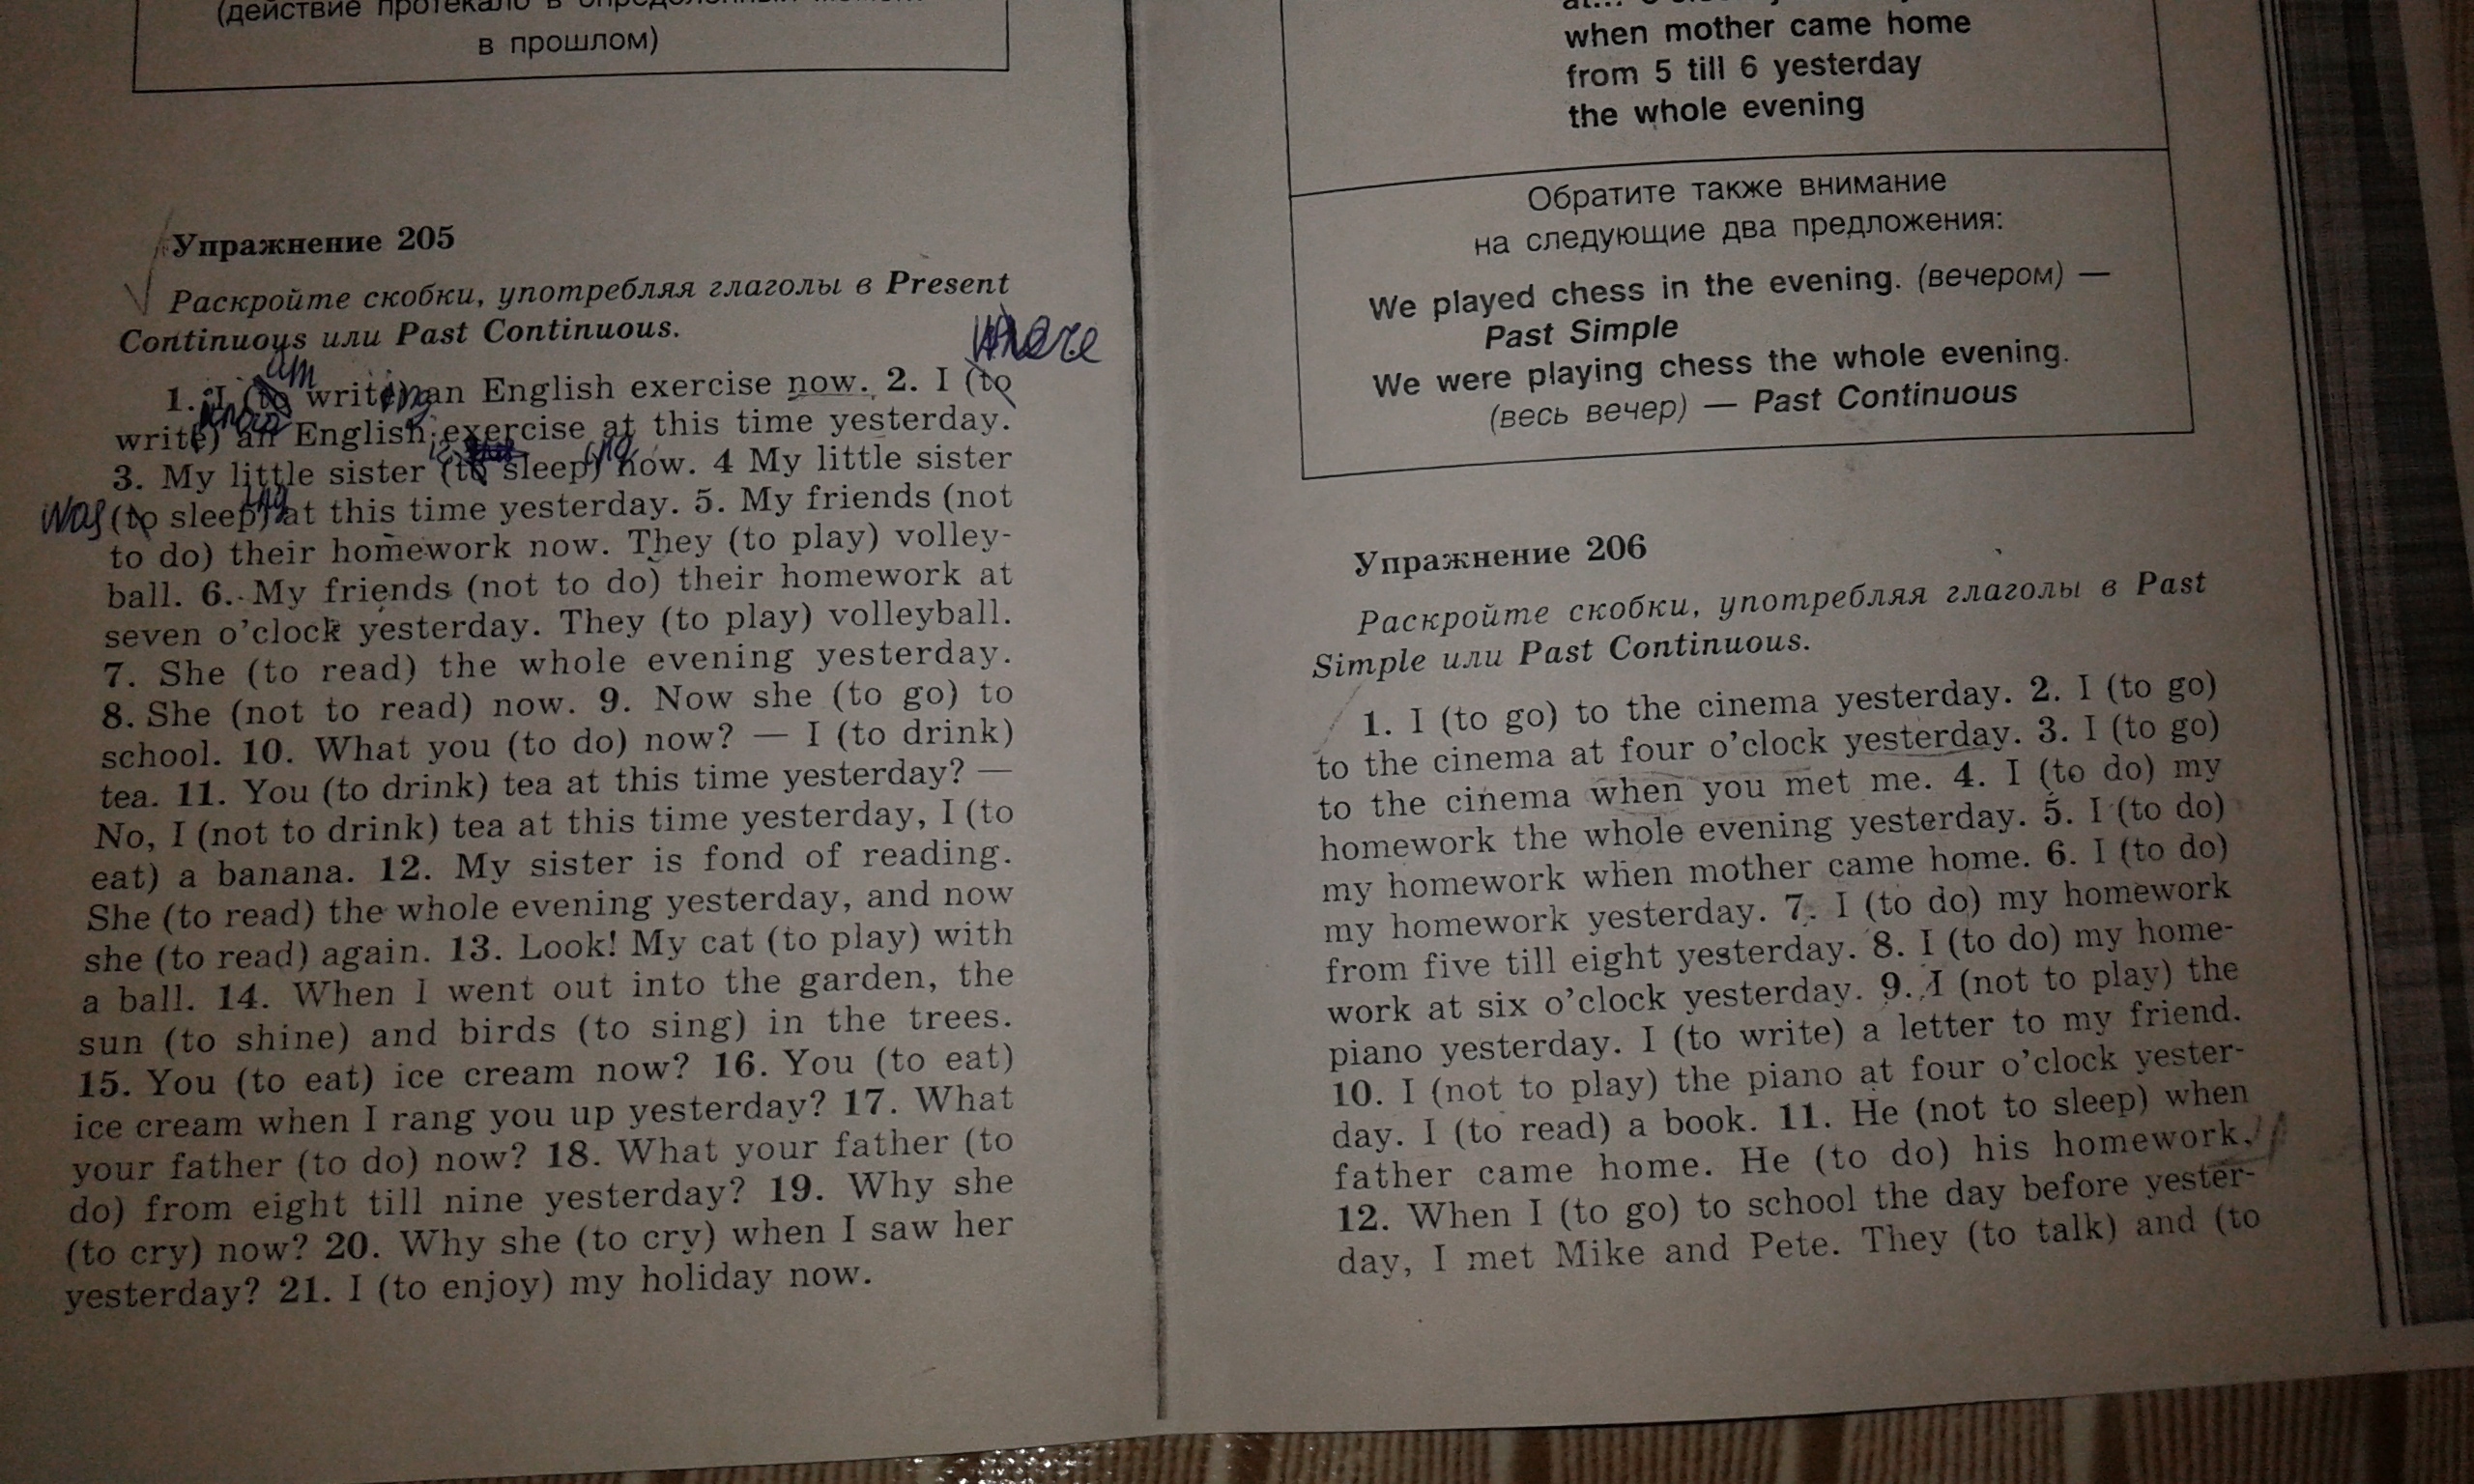 в прошлом)
Упражнение 205
Раскройте скобки, употребляя глаголы в Present
Continuous или Past Continuous.
am
where
1. I (to write) ing an English exercise now. 2. I (to
write) an English exercise at this time yesterday.
is ing
3. My little sister (to sleep) now. 4 My little sister
was (to sleep) ing at this time yesterday. 5. My friends (not
to do) their homework now. They (to play) volley-
ball. 6. My friends (not to do) their homework at
seven o’clock yesterday. They (to play) volleyball.
7. She (to read) the whole evening yesterday.
8. She (not to read) now. 9. Now she (to go) to
school. 10. What you (to do) now? — I (to drink)
tea. 11. You (to drink) tea at this time yesterday? —
No, I (not to drink) tea at this time yesterday, I (to
eat) a banana. 12. My sister is fond of reading.
She (to read) the whole evening yesterday, and now
she (to read) again. 13. Look! My cat (to play) with
a ball. 14. When I went out into the garden, the
sun (to shine) and birds (to sing) in the trees.
15. You (to eat) ice cream now? 16. You (to eat)
ice cream when I rang you up yesterday? 17. What
your father (to do) now? 18. What your father (to
do) from eight till nine yesterday? 19. Why she
(to cry) now? 20. Why she (to cry) when I saw her
yesterday? 21. I (to enjoy) my holiday now.
when mother came home
from 5 till 6 yesterday
the whole evening
Обратите также внимание
на следующие два предложения:
We played chess in the evening. (вечером) —
Past Simple
We were playing chess the whole evening.
(весь вечер) — Past Continuous
Упражнение 206
Раскройте скобки, употребляя глаголы в Past
Simple или Past Continuous.
1. I (to go) to the cinema yesterday. 2. I (to go)
to the cinema at four o’clock yesterday. 3. I (to go)
to the cinema when you met me. 4. I (to do) my
homework the whole evening yesterday. 5. I (to do)
my homework when mother came home. 6. I (to do)
my homework yesterday. 7. I (to do) my homework
from five till eight yesterday. 8. I (to do) my home-
work at six o’clock yesterday. 9. I (not to play) the
piano yesterday. I (to write) a letter to my friend.
10. I (not to play) the piano at four o’clock yester-
day. I (to read) a book. 11. He (not to sleep) when
father came home. He (to do) his homework.
12. When I (to go) to school the day before yester-
day, I met Mike and Pete. They (to talk) and (to